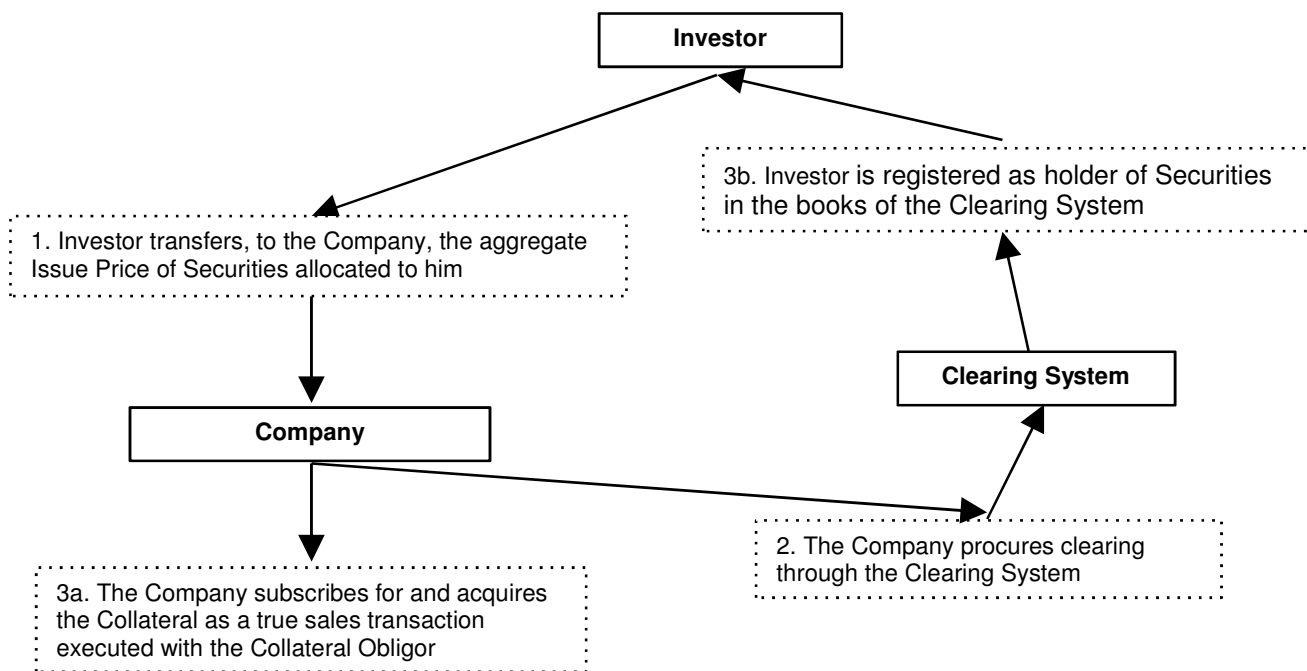 Investor
3b. Investor is registered as holder of Securities
in the books of the Clearing System
1. Investor transfers, to the Company, the aggregate
Issue Price of Securities allocated to him
Clearing System
Company
2. The Company procures clearing
through the Clearing System
3a. The Company subscribes for and acquires
the Collateral as a true sales transaction
executed with the Collateral Obligor